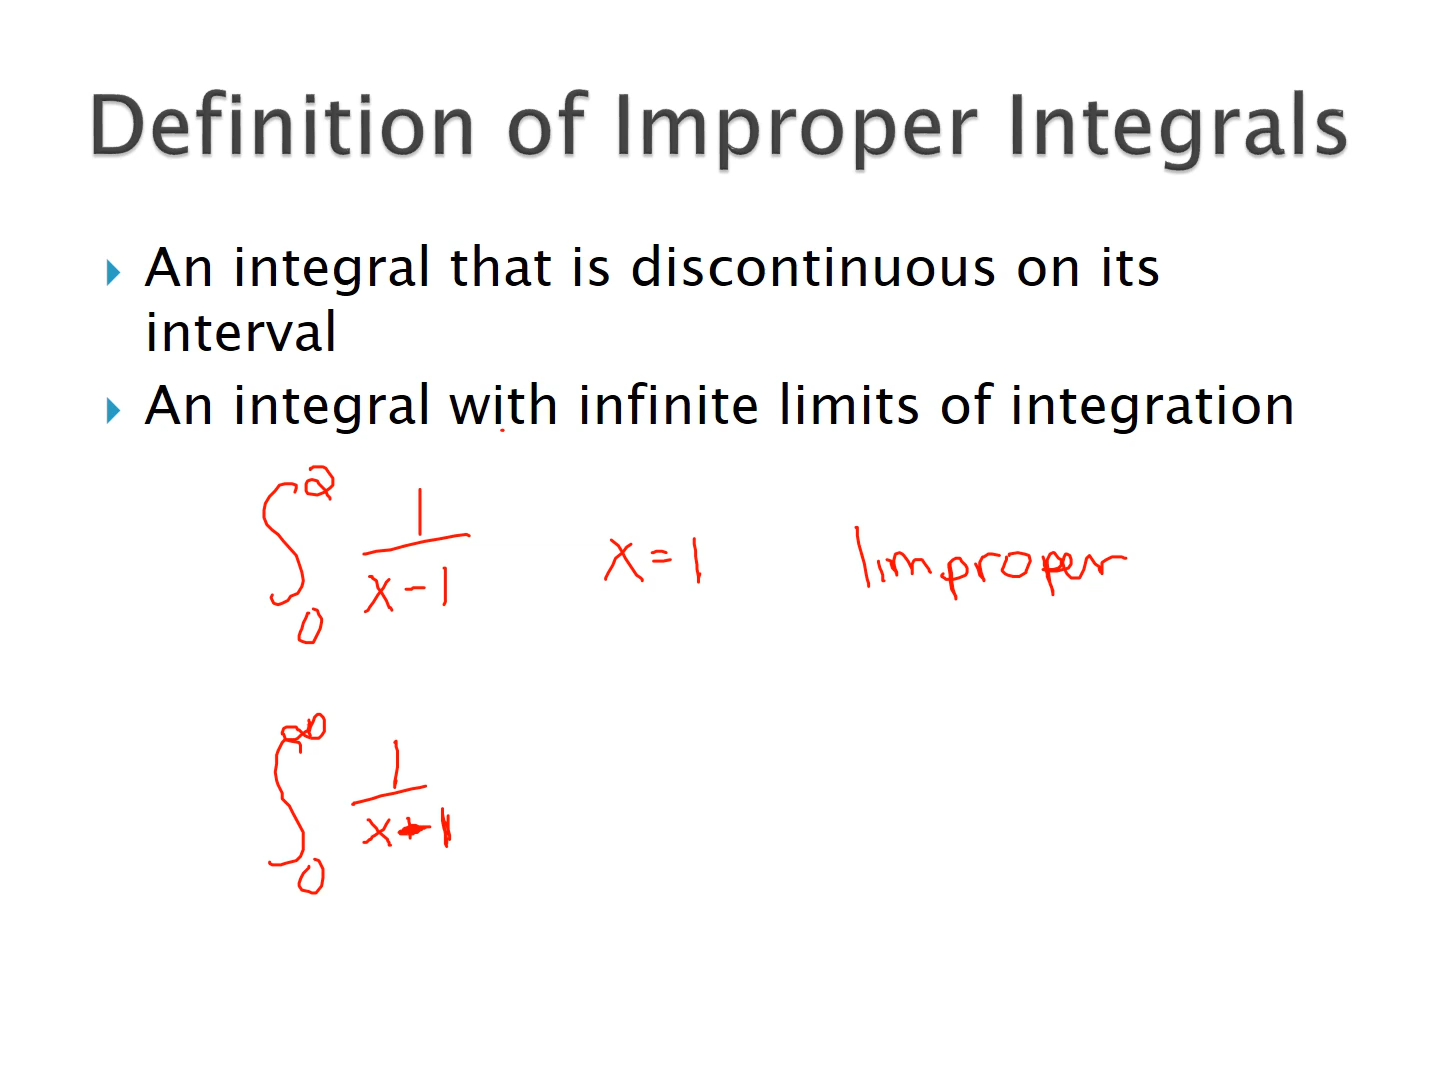 Definition of Improper Integrals
An integral that is discontinuous on its
interval
An integral with infinite limits of integration
∫₀² 1/(x-1) x=1 Improper
∫₀^∞ 1/(x+1)